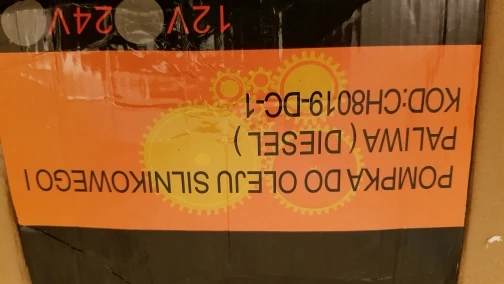 POMPKA DO OLEJU SILNIKOWEGO I
PALIWA ( DIESEL )
KOD:CH8019-DC-1
12V 24V